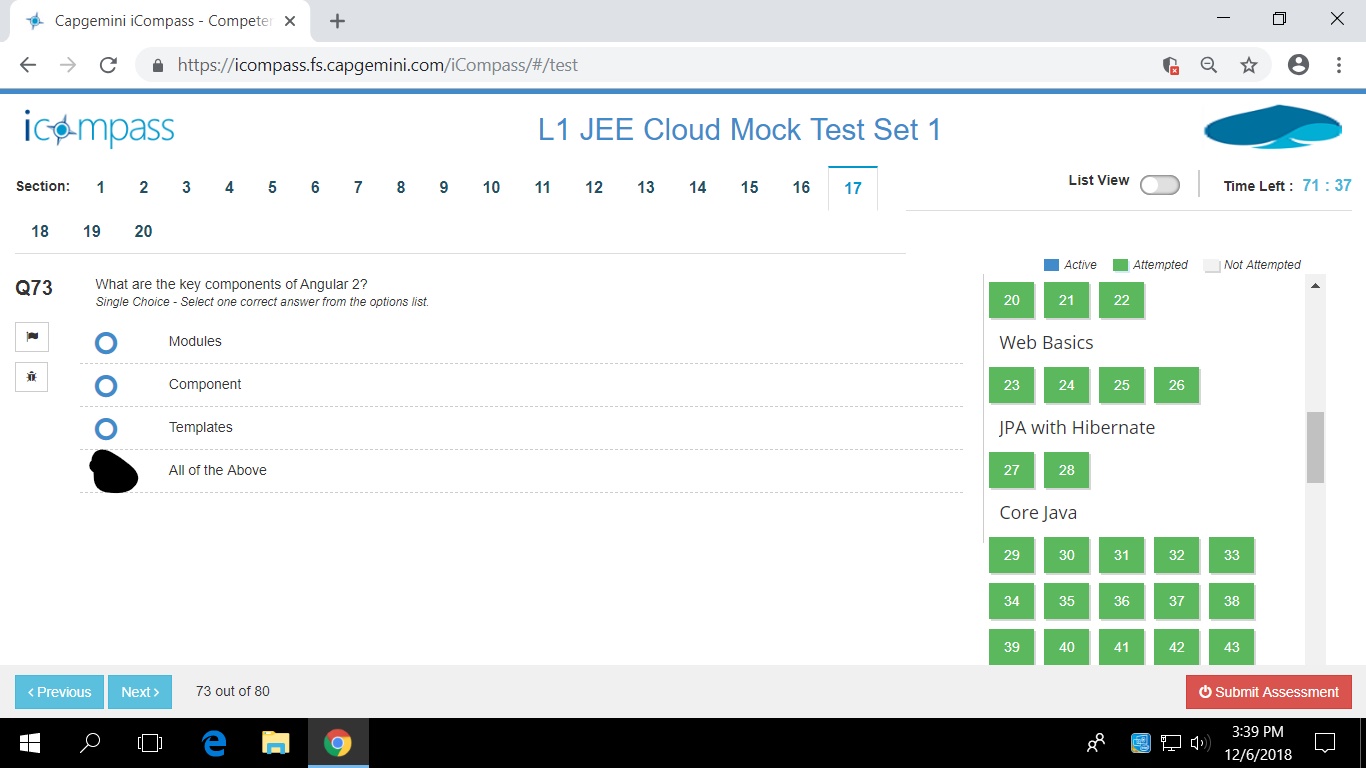 Capgemini iCompass - Competen
https://icompass.fs.capgemini.com/iCompass/#/test
icompass
L1 JEE Cloud Mock Test Set 1
Section: 1 2 3 4 5 6 7 8 9 10 11 12 13 14 15 16 17
List View
Time Left : 71 : 37
18 19 20
Active Attempted Not Attempted
Q73
What are the key components of Angular 2?
Single Choice - Select one correct answer from the options list.
Modules
Component
Templates
All of the Above
20 21 22
Web Basics
23 24 25 26
JPA with Hibernate
27 28
Core Java
29 30 31 32 33
34 35 36 37 38
39 40 41 42 43
‹ Previous Next › 73 out of 80
Submit Assessment
3:39 PM
12/6/2018